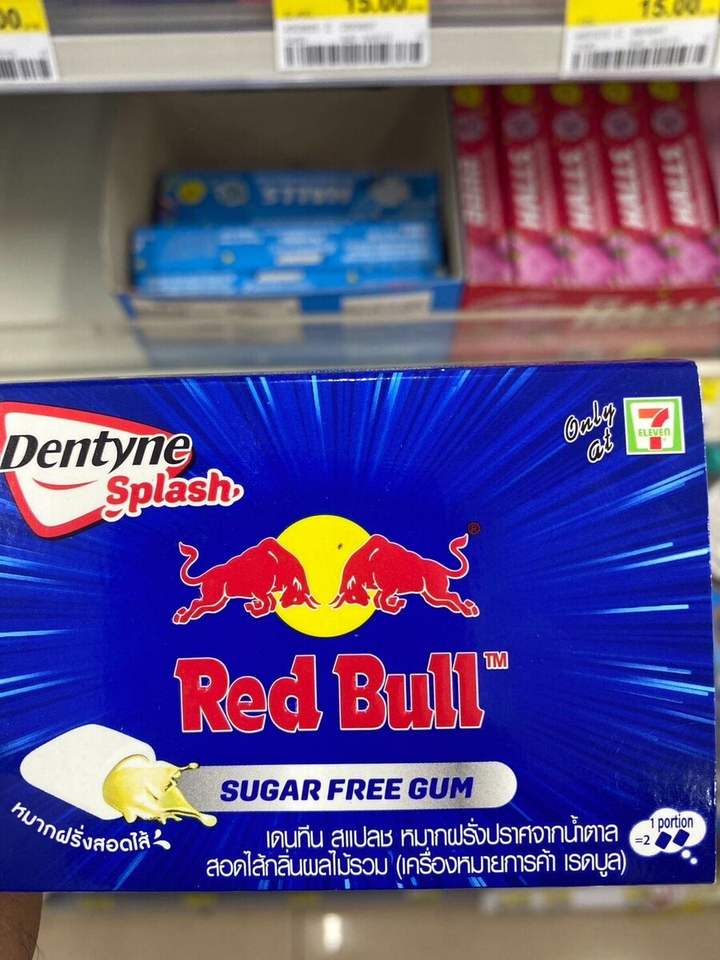 15.00
15.00
HALLS
HALLS
HALLS
HALLS
HALLS
Dentyne
Splash
Only
at
7
ELEVEN
Red Bull™
SUGAR FREE GUM
หมากฝรั่งสอดไส้
เดนทีน สแปลช หมากฝรั่งปราศจากน้ำตาล
สอดไส้กลิ่นผลไม้รวม (เครื่องหมายการค้า เรดบูล)
1 portion
=2